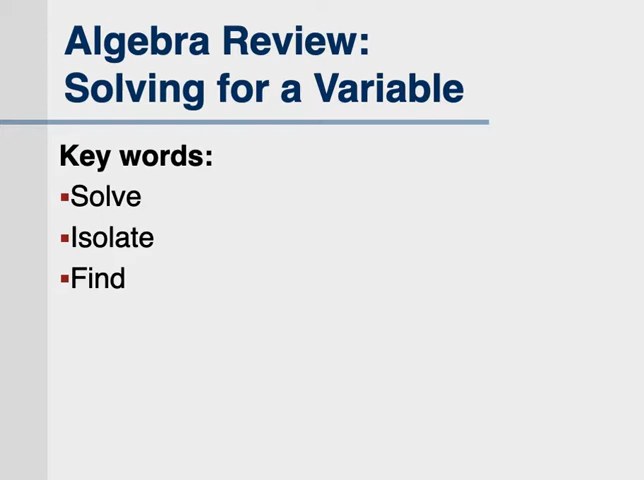 Algebra Review:
Solving for a Variable
Key words:
▪Solve
▪Isolate
▪Find